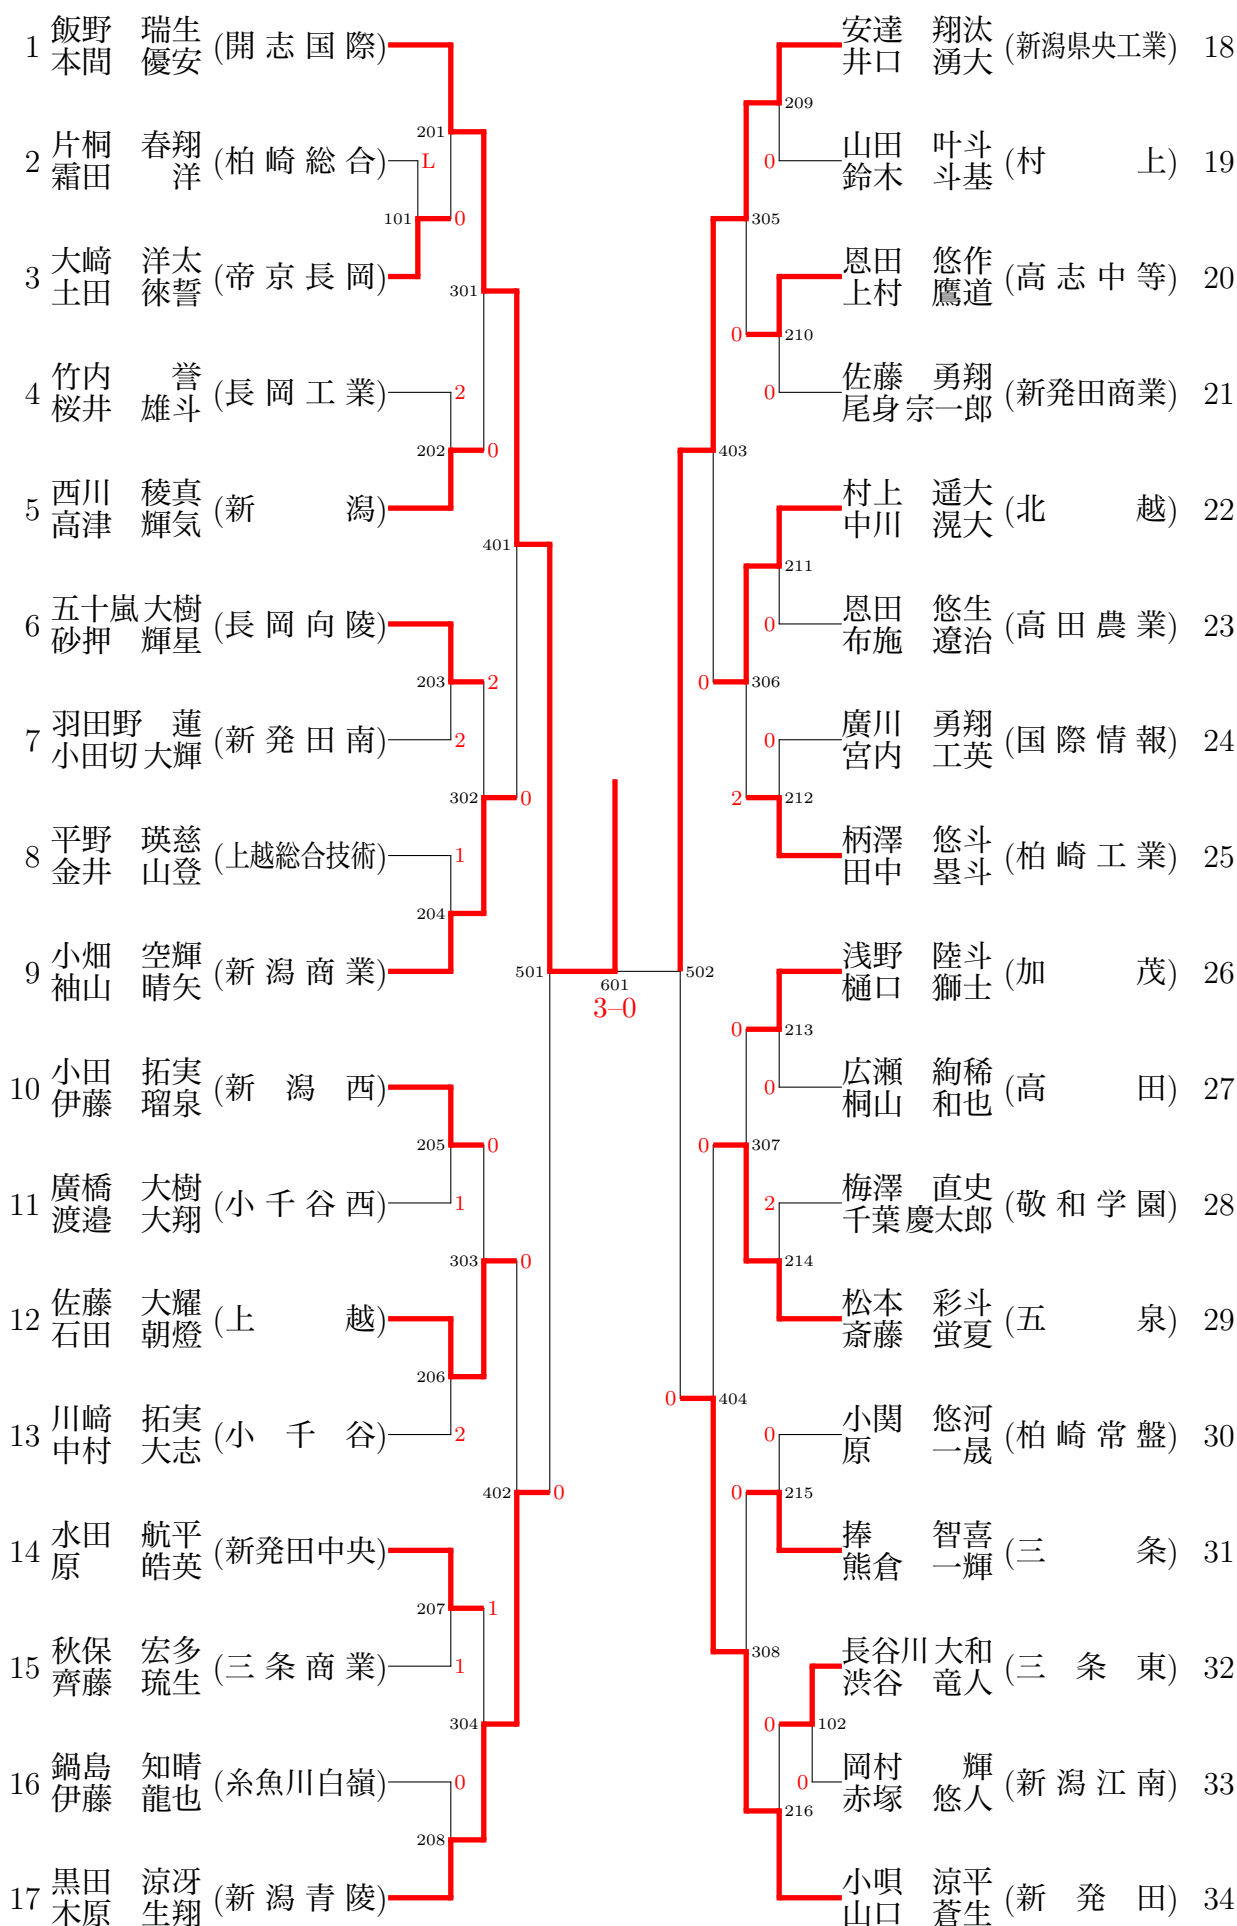 1 飯野 瑞生 (開志国際)
本間 優安
2 片桐 春翔 (柏崎総合)
霜田 洋
3 大﨑 洋太 (帝京長岡)
土田 徠誓
4 竹内 誉 (長岡工業)
桜井 雄斗
5 西川 稜真 (新潟)
高津 輝気
6 五十嵐大樹 (長岡向陵)
砂押 輝星
7 羽田野 蓮 (新発田南)
小田切大輝
8 平野 瑛慈 (上越総合技術)
金井 山登
9 小畑 空輝 (新潟商業)
袖山 晴矢
10 小田 拓実 (新潟西)
伊藤 瑠泉
11 廣橋 大樹 (小千谷西)
渡邉 大翔
12 佐藤 大耀 (上越)
石田 朝燈
13 川﨑 拓実 (小千谷)
中村 大志
14 水田 航平 (新発田中央)
原 皓英
15 秋保 宏多 (三条商業)
齊藤 琉生
16 鍋島 知晴 (糸魚川白嶺)
伊藤 龍也
17 黒田 涼冴 (新潟青陵)
木原 生翔
201
L
101
0
301
2
202
0
401
203
2
2
302
0
1
204
501
205
0
1
303
0
206
2
402
0
207
1
1
304
0
208
601
3–0
安達 翔汰 (新潟県央工業) 18
井口 湧大
山田 叶斗 (村上) 19
鈴木 斗基
恩田 悠作 (高志中等) 20
上村 鷹道
佐藤 勇翔 (新発田商業) 21
尾身宗一郎
村上 遥大 (北越) 22
中川 滉大
恩田 悠生 (高田農業) 23
布施 遼治
廣川 勇翔 (国際情報) 24
宮内 工英
柄澤 悠斗 (柏崎工業) 25
田中 塁斗
浅野 陸斗 (加茂) 26
樋口 獅士
広瀬 絢稀 (高田) 27
桐山 和也
梅澤 直史 (敬和学園) 28
千葉慶太郎
松本 彩斗 (五泉) 29
斎藤 蛍夏
小関 悠河 (柏崎常盤) 30
原 一晟
捧 智喜 (三条) 31
熊倉 一輝
長谷川大和 (三条東) 32
渋谷 竜人
岡村 輝 (新潟江南) 33
赤塚 悠人
小唄 涼平 (新発田) 34
山口 蒼生
209
0
305
0
210
0
403
211
0
0
306
0
2
212
502
0
213
0
0
307
2
214
0
404
0
0
215
308
0
102
0
216